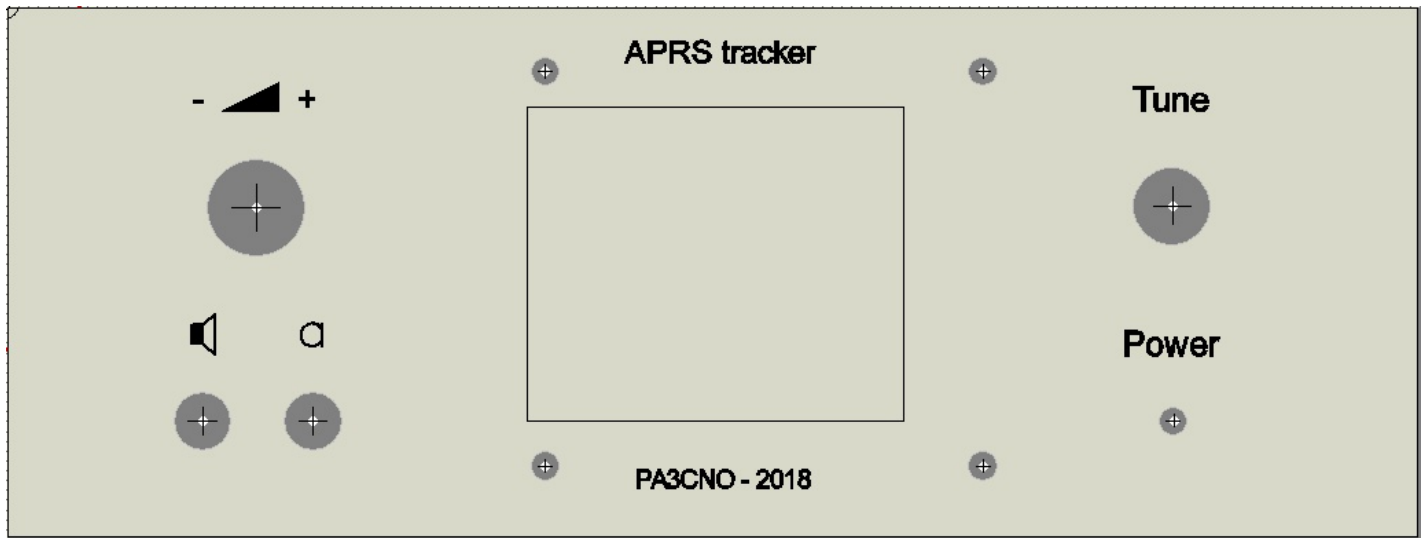 APRS tracker
- +
Tune
Power
PA3CNO - 2018